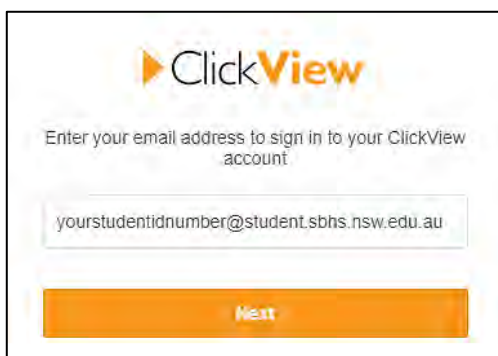 ClickView
Enter your email address to sign in to your ClickView
account
yourstudentidnumber@student.sbhs.nsw.edu.au
Next